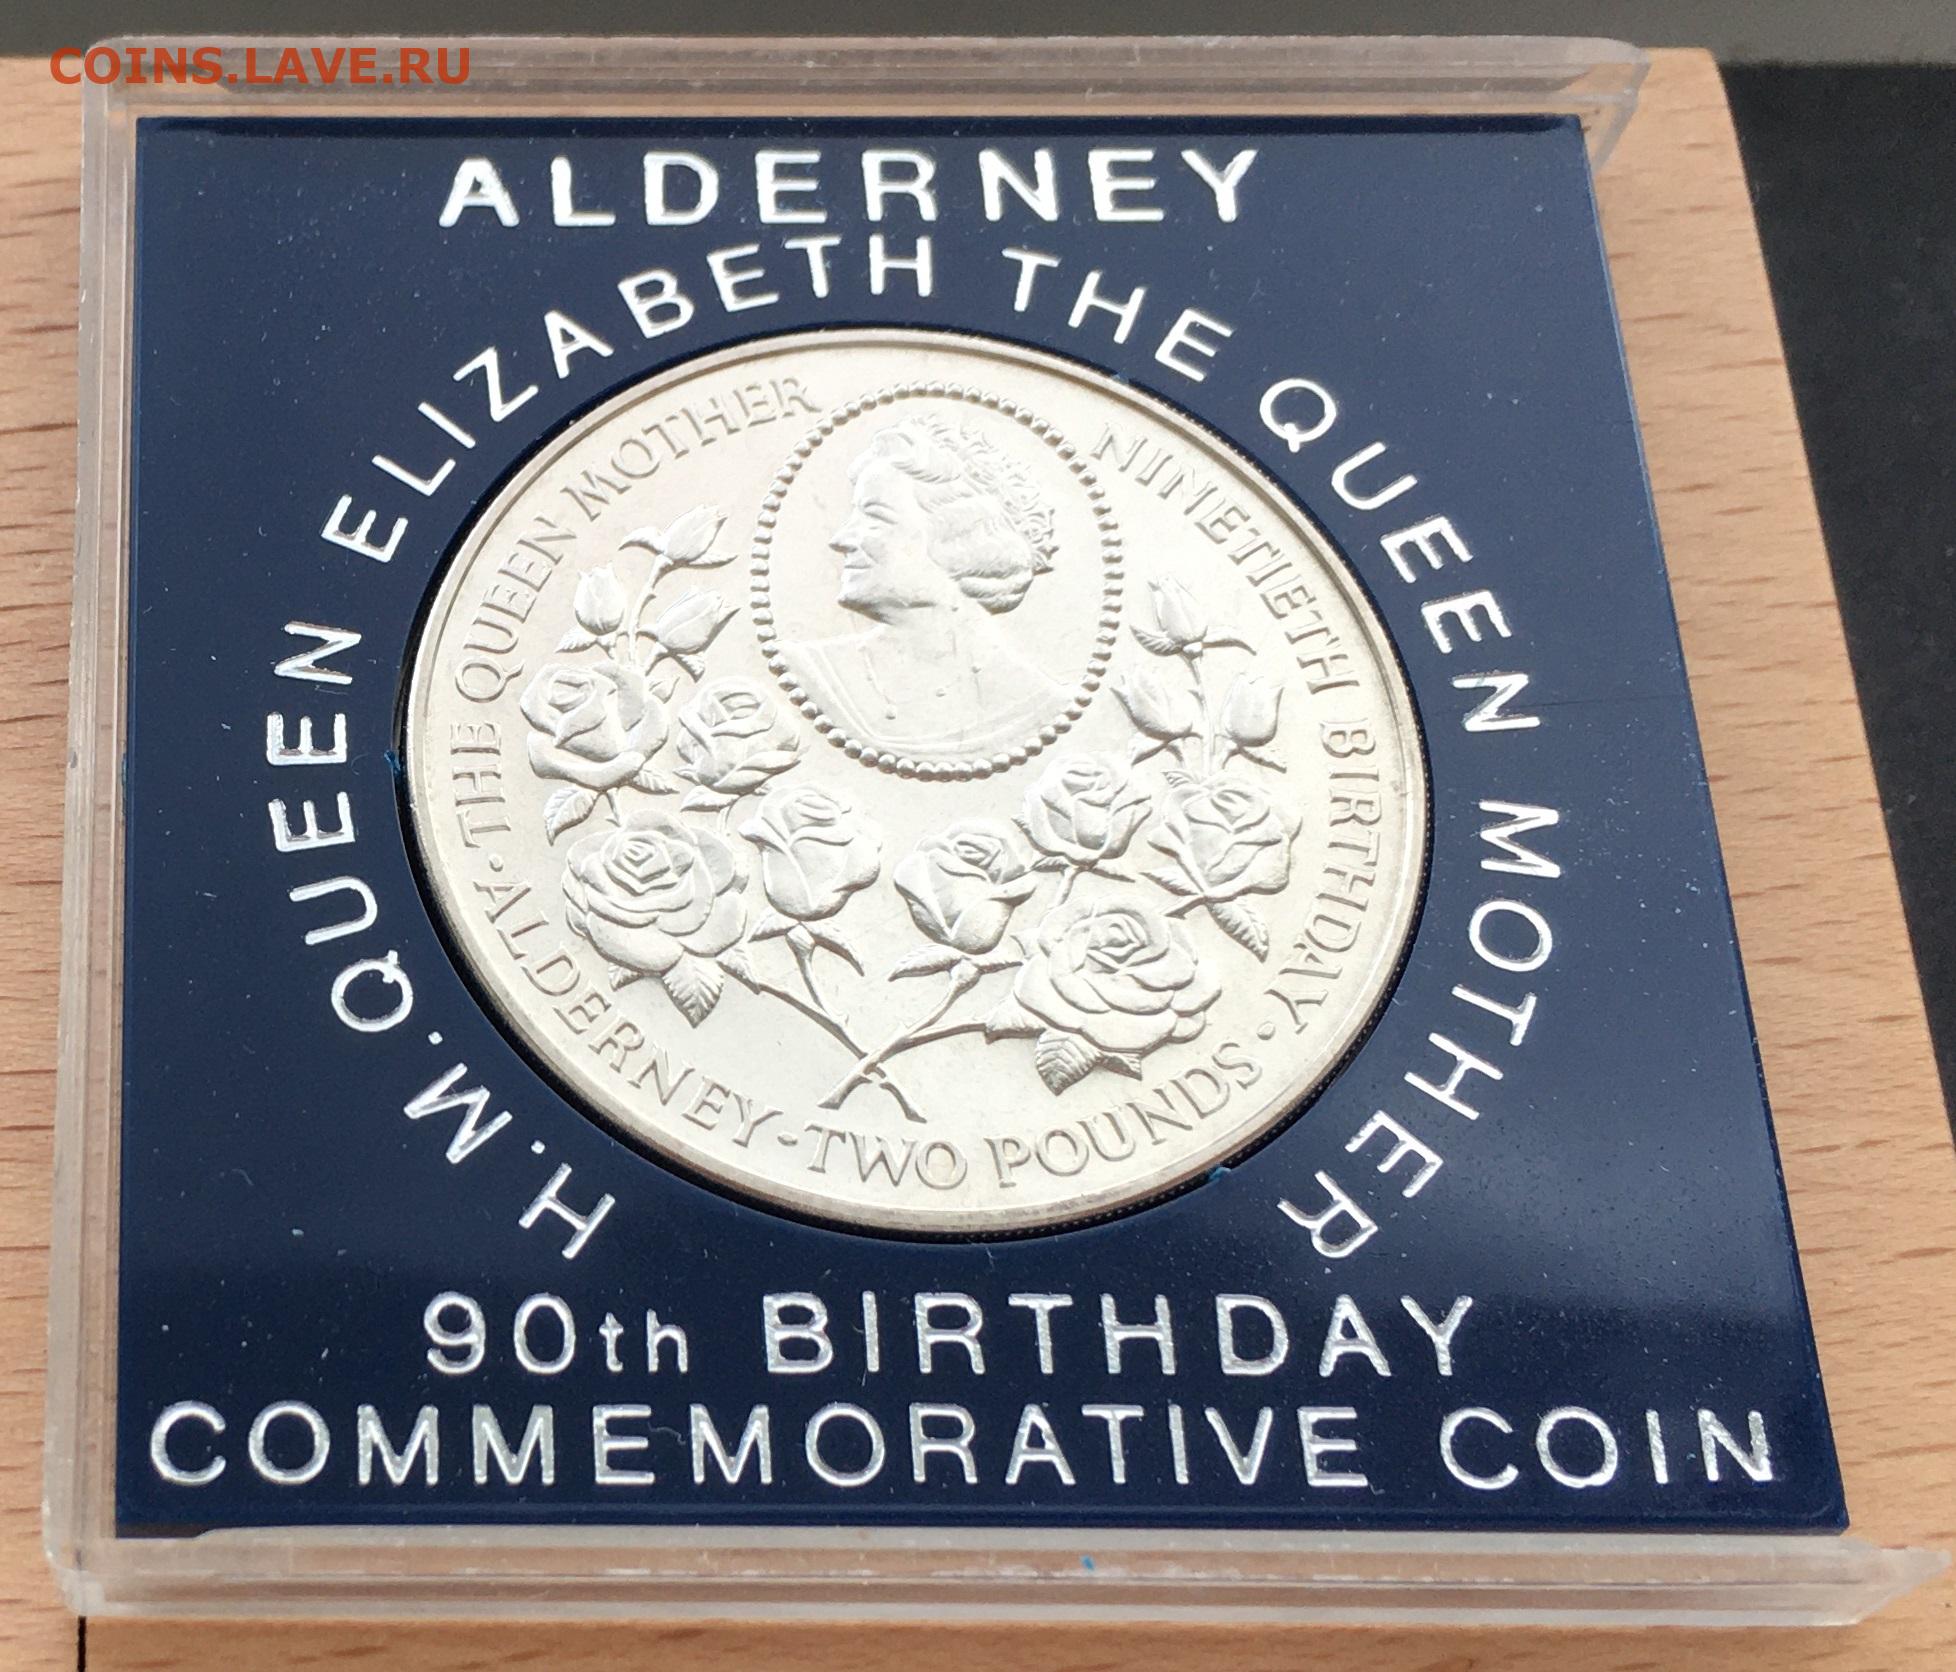 COINS.LAVE.RU
ALDERNEY
H.M. QUEEN ELIZABETH THE QUEEN MOTHER
THE QUEEN MOTHER NINETIETH BIRTHDAY
· ALDERNEY · TWO POUNDS ·
90th BIRTHDAY
COMMEMORATIVE COIN